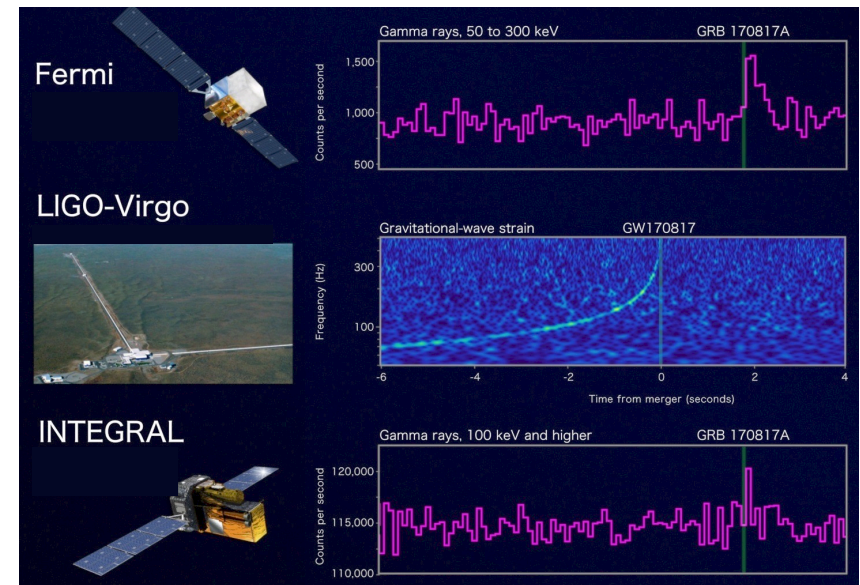 Fermi
Gamma rays, 50 to 300 keV
GRB 170817A
Counts per second
1,500
1,000
500
LIGO-Virgo
Gravitational-wave strain
GW170817
Frequency (Hz)
300
100
-6
-4
-2
0
2
4
Time from merger (seconds)
INTEGRAL
Gamma rays, 100 keV and higher
GRB 170817A
Counts per second
120,000
115,000
110,000